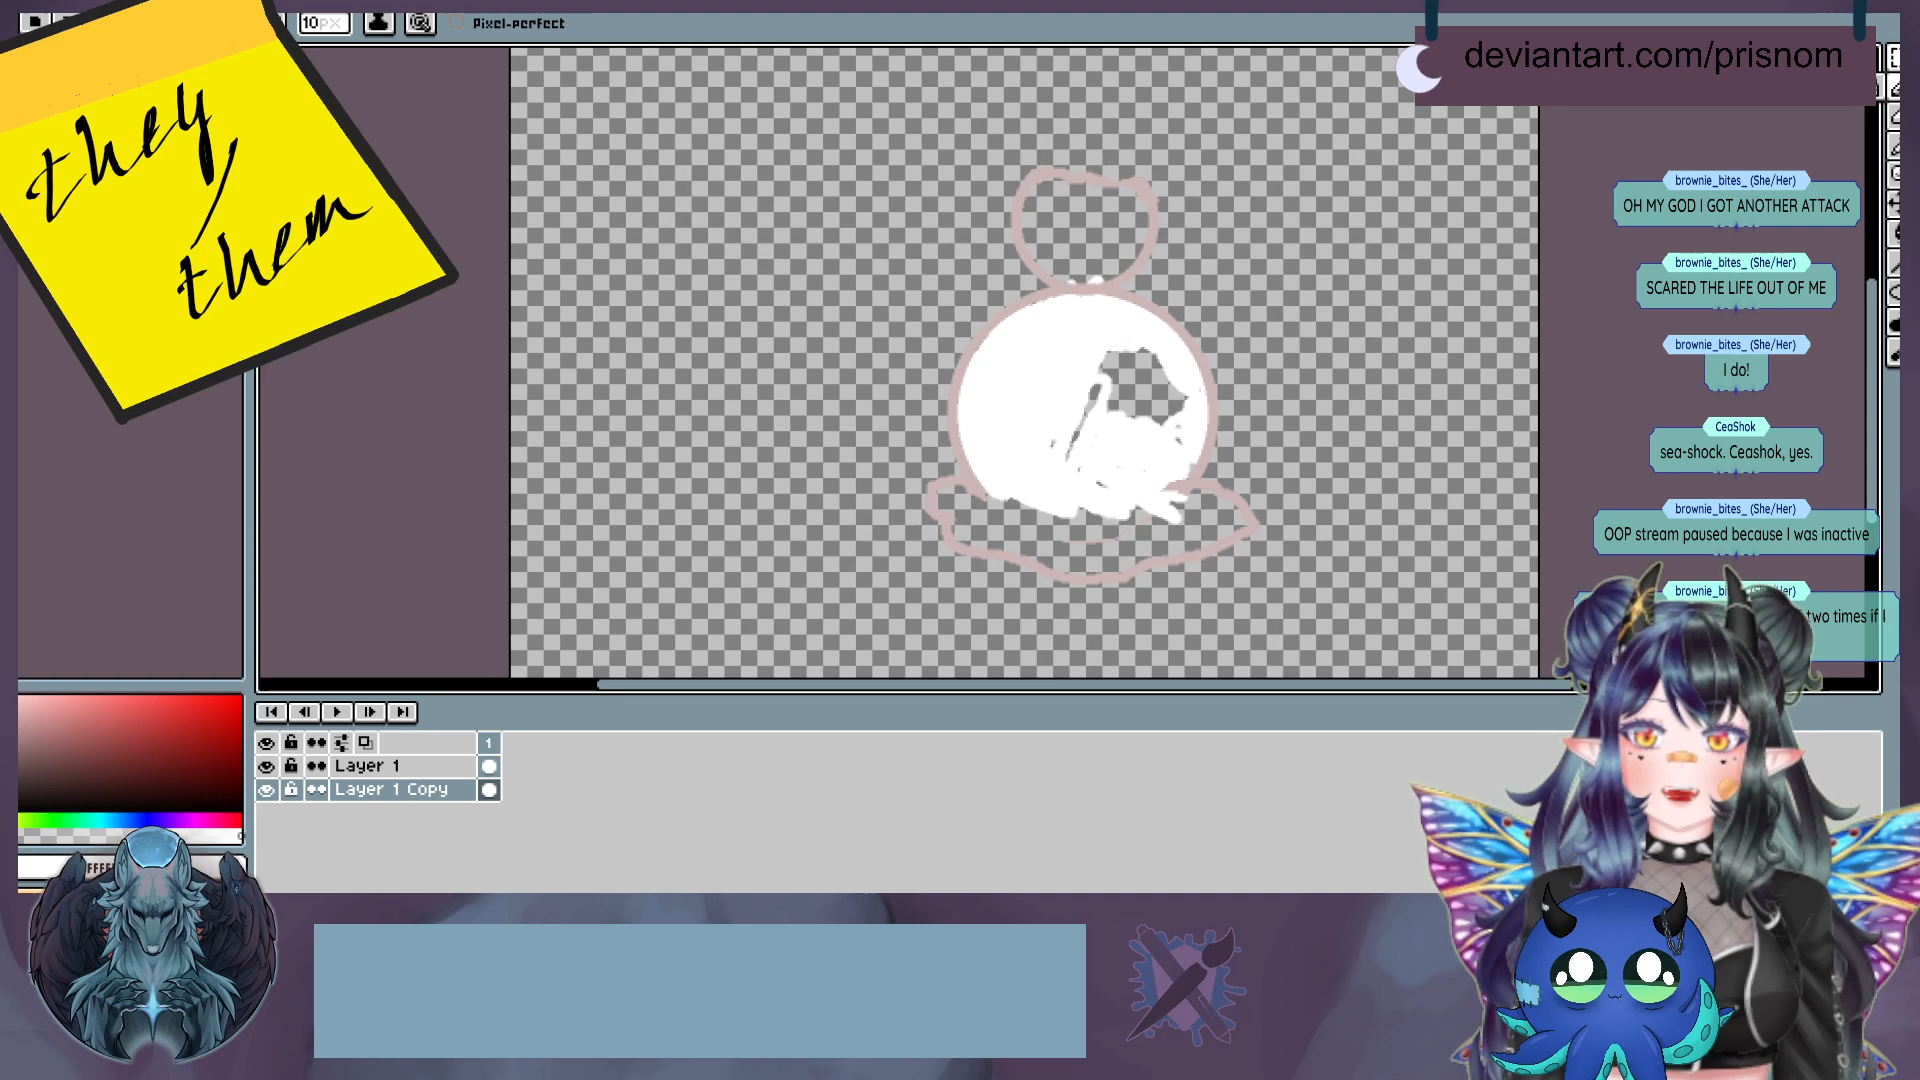 10px
Pixel-perfect
they
/
them
deviantart.com/prisnom
brownie_bites_ (She/Her)
OH MY GOD I GOT ANOTHER ATTACK
brownie_bites_ (She/Her)
SCARED THE LIFE OUT OF ME
brownie_bites_ (She/Her)
I do!
CeaShok
sea-shock. Ceashok, yes.
brownie_bites_ (She/Her)
OOP stream paused because I was inactive
two times if I
1
Layer 1
Layer 1 Copy